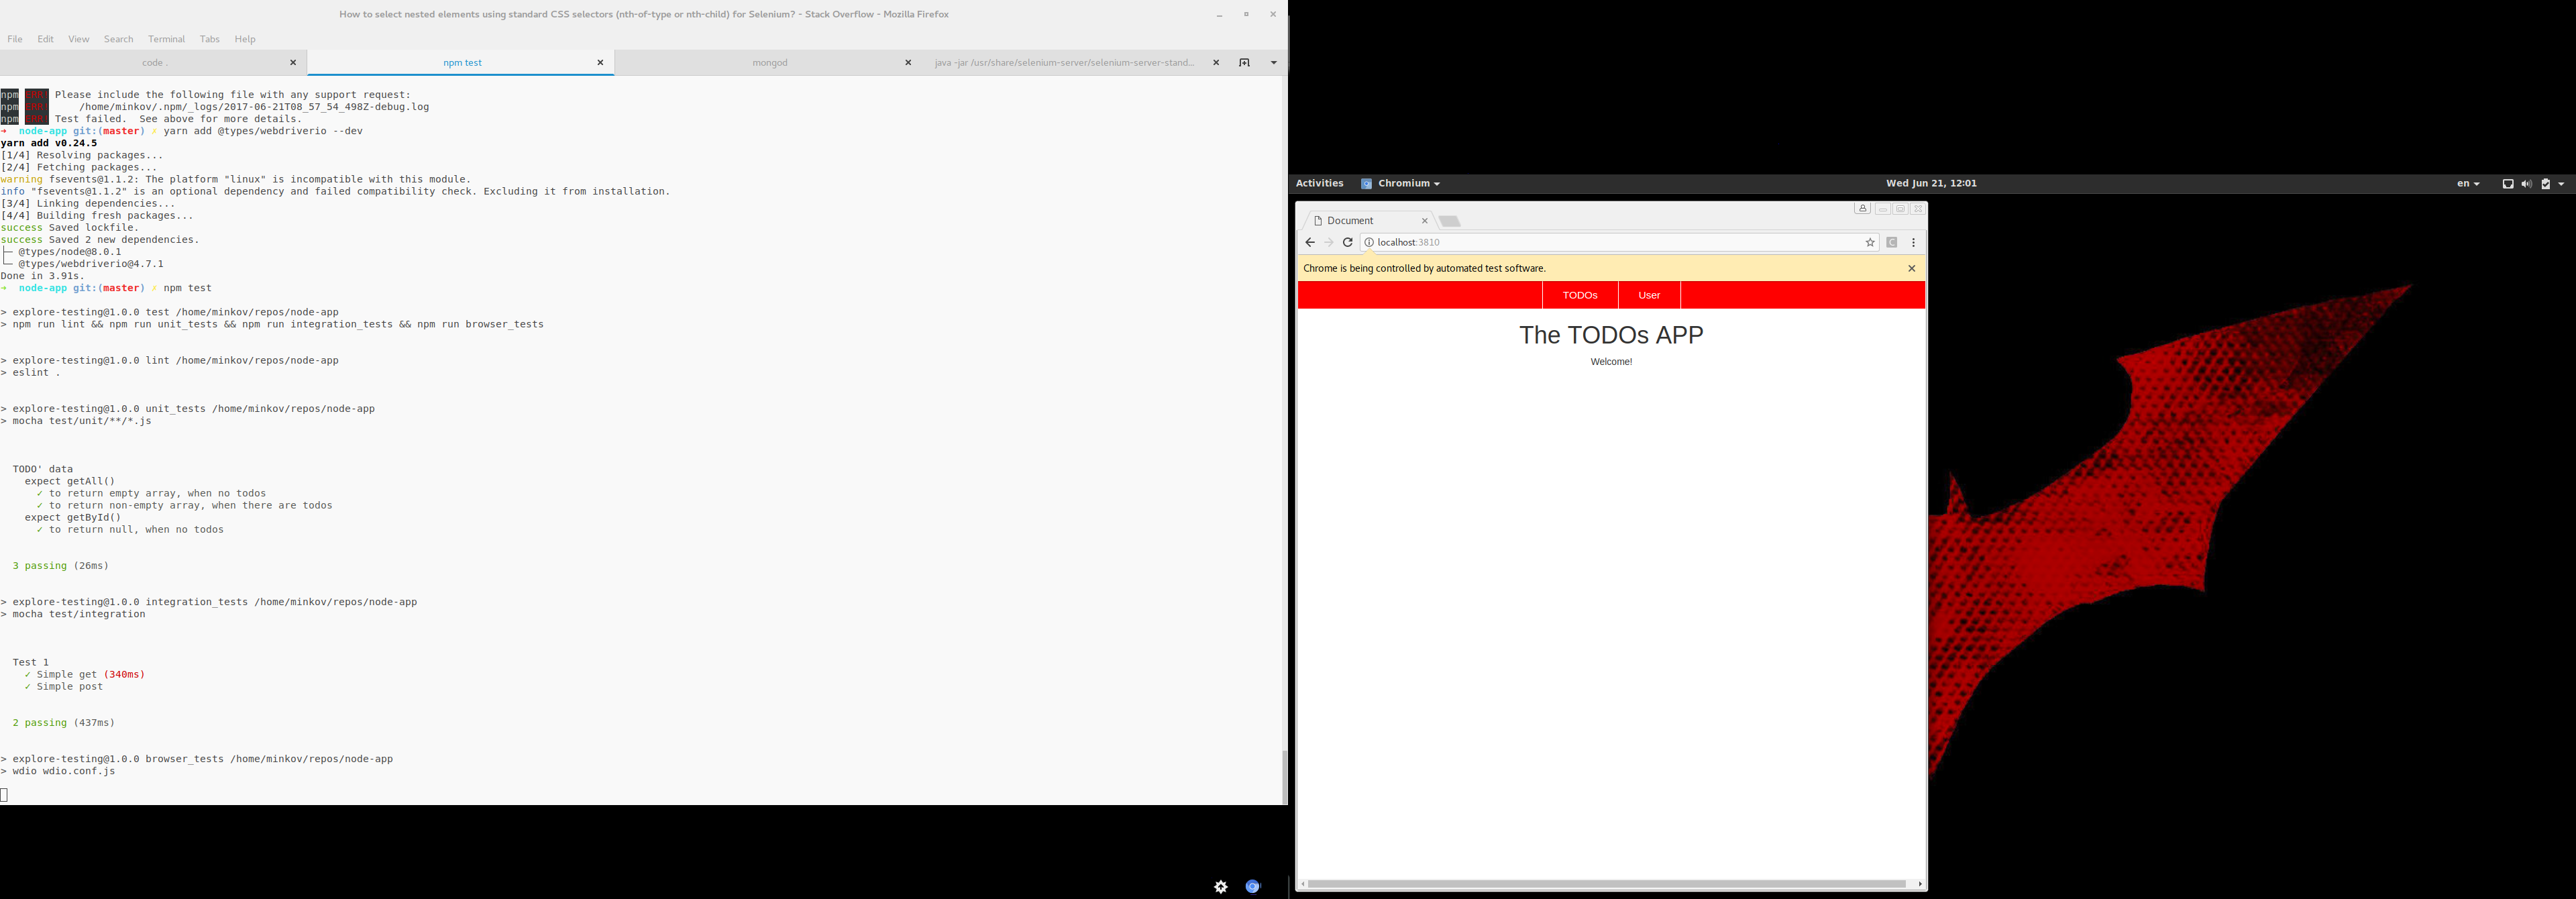 How to select nested elements using standard CSS selectors (nth-of-type or nth-child) for Selenium? - Stack Overflow - Mozilla Firefox
File Edit View Search Terminal Tabs Help
code .
npm test
mongod
java -jar /usr/share/selenium-server/selenium-server-stand...
npm ERR! Please include the following file with any support request:
npm ERR!     /home/minkov/.npm/_logs/2017-06-21T08_57_54_498Z-debug.log
npm ERR! Test failed.  See above for more details.
➜  node-app git:(master) ✗ yarn add @types/webdriverio --dev
yarn add v0.24.5
[1/4] Resolving packages...
[2/4] Fetching packages...
warning fsevents@1.1.2: The platform "linux" is incompatible with this module.
info "fsevents@1.1.2" is an optional dependency and failed compatibility check. Excluding it from installation.
[3/4] Linking dependencies...
[4/4] Building fresh packages...
success Saved lockfile.
success Saved 2 new dependencies.
├─ @types/node@8.0.1
└─ @types/webdriverio@4.7.1
Done in 3.91s.
➜  node-app git:(master) ✗ npm test
> explore-testing@1.0.0 test /home/minkov/repos/node-app
> npm run lint && npm run unit_tests && npm run integration_tests && npm run browser_tests
> explore-testing@1.0.0 lint /home/minkov/repos/node-app
> eslint .
> explore-testing@1.0.0 unit_tests /home/minkov/repos/node-app
> mocha test/unit/**/*.js
TODO' data
expect getAll()
✓ to return empty array, when no todos
✓ to return non-empty array, when there are todos
expect getById()
✓ to return null, when no todos
3 passing (26ms)
> explore-testing@1.0.0 integration_tests /home/minkov/repos/node-app
> mocha test/integration
Test 1
✓ Simple get (340ms)
✓ Simple post
2 passing (437ms)
> explore-testing@1.0.0 browser_tests /home/minkov/repos/node-app
> wdio wdio.conf.js
Activities Chromium Wed Jun 21, 12:01 en
Document
localhost:3810
Chrome is being controlled by automated test software.
TODOs User
The TODOs APP
Welcome!